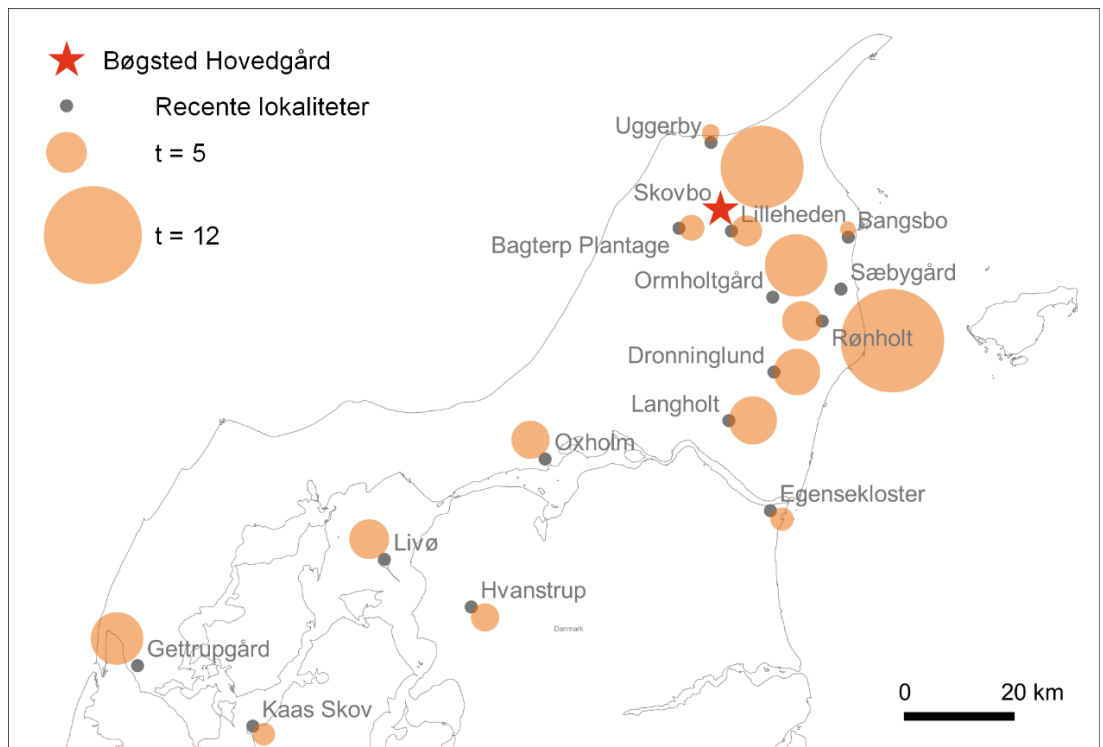 Bøgsted Hovedgård
Recente lokaliteter
t = 5
t = 12
Uggerby
Skovbo
Lilleheden
Bangsbo
Bagterp Plantage
Ormholtgård
Sæbygård
Rønholt
Dronninglund
Langholt
Oxholm
Egensekloster
Livø
Hvanstrup
Danmark
Gettrupgård
Kaas Skov
0 20 km